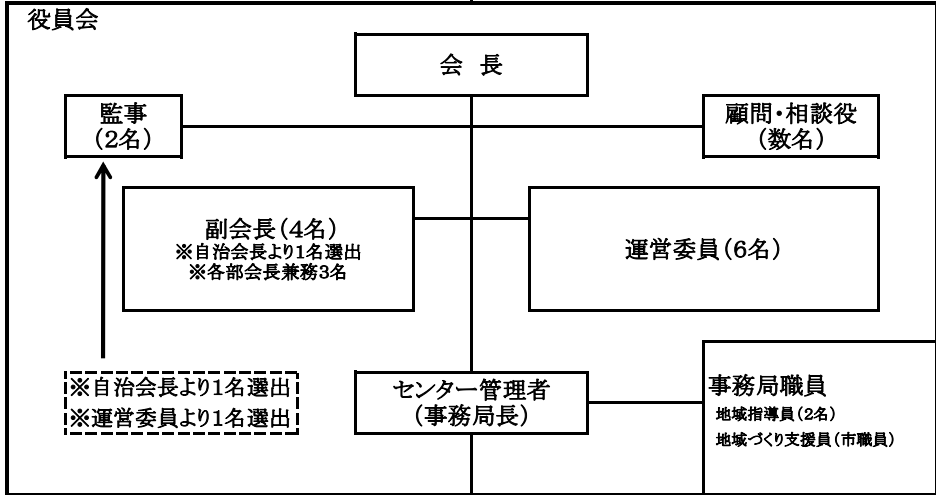 役員会
会　長
監事
（2名）
顧問・相談役
（数名）
副会長（4名）
※自治会長より1名選出
※各部会長兼務3名
運営委員（6名）
※自治会長より1名選出
※運営委員より1名選出
センター管理者
（事務局長）
事務局職員
地域指導員（2名）
地域づくり支援員（市職員）